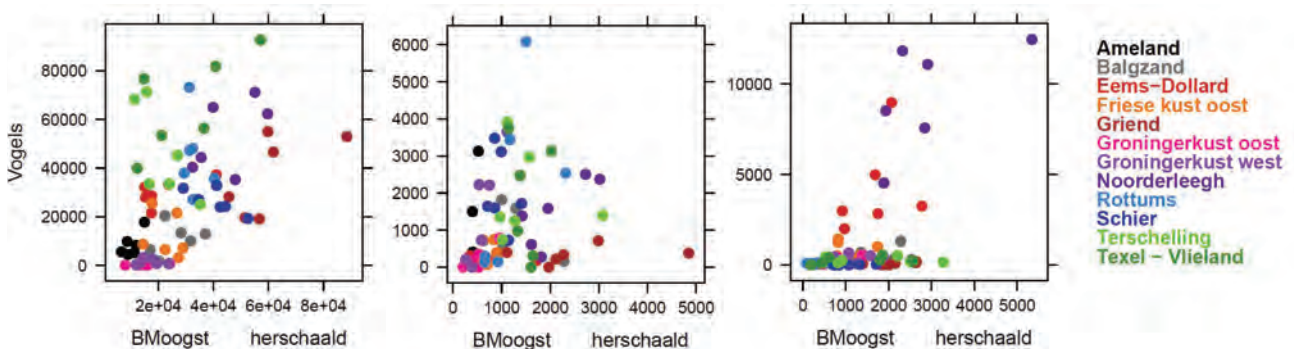 Vogels
80000
60000
40000
20000
0
2e+04 4e+04 6e+04 8e+04
BMoogst herschaald
6000
5000
4000
3000
2000
1000
0
0 1000 2000 3000 4000 5000
BMoogst herschaald
10000
5000
0
0 1000 2000 3000 4000 5000
BMoogst herschaald
Ameland
Balgzand
Eems−Dollard
Friese kust oost
Griend
Groningerkust oost
Groningerkust west
Noorderleegh
Rottums
Schier
Terschelling
Texel − Vlieland